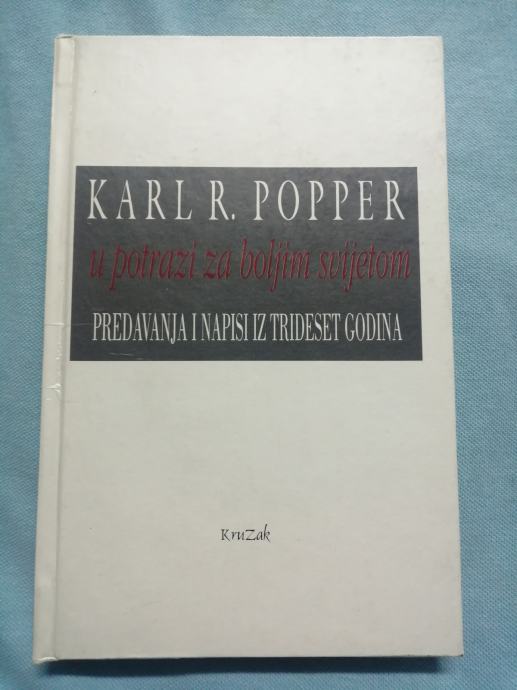 KARL R. POPPER
u potrazi za boljim svijetom
PREDAVANJA I NAPISI IZ TRIDESET GODINA
KruZak